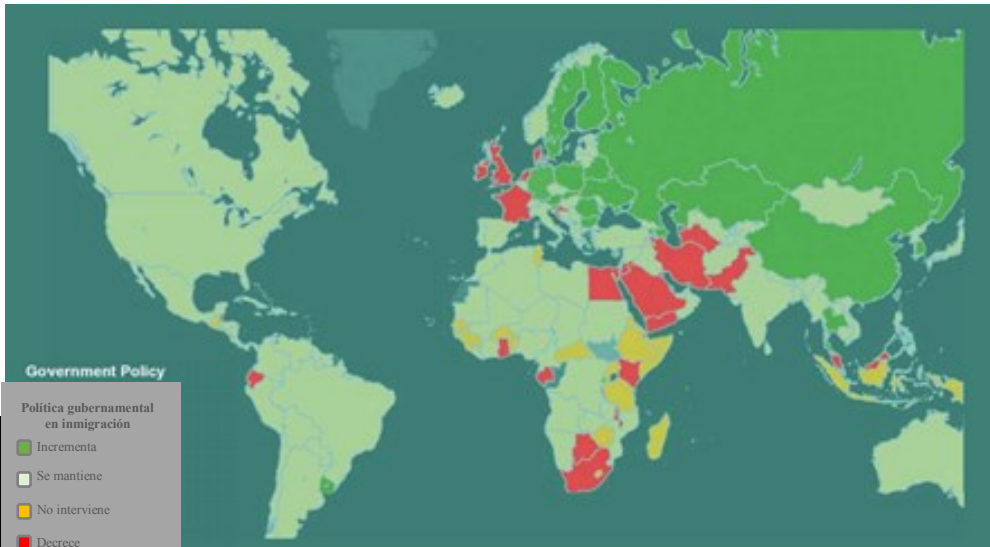 Government Policy
Política gubernamental
en inmigración
Incrementa
Se mantiene
No interviene
Decrece